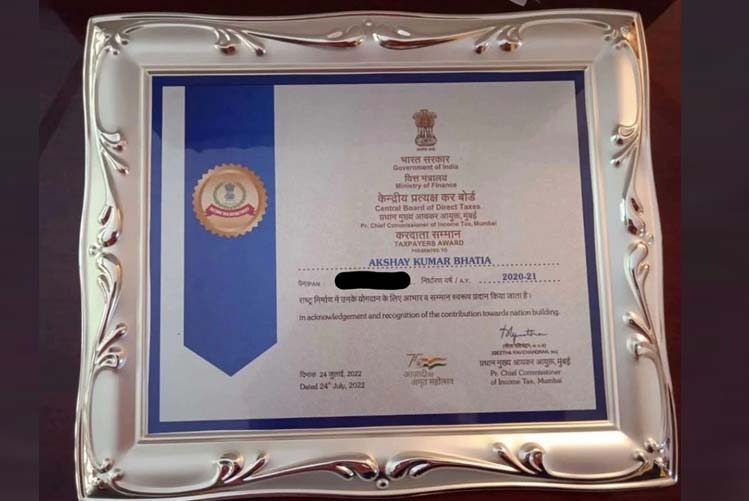 भारत सरकार
Government of India
वित्त मंत्रालय
Ministry of Finance
केन्द्रीय प्रत्यक्ष कर बोर्ड
Central Board of Direct Taxes
प्रधान मुख्य आयकर आयुक्त, मुंबई
Pr. Chief Commissioner of Income Tax, Mumbai
करदाता सम्मान
TAXPAYERS AWARD
PRESENTED TO
AKSHAY KUMAR BHATIA
पैन/PAN : निर्धारण वर्ष / A.Y. 2020-21
राष्ट्र निर्माण में उनके योगदान के लिए आभार व सम्मान स्वरूप प्रदान किया जाता है।
In acknowledgement and recognition of the contribution towards nation building.
(GEETHA RAVICHANDRAN, IRS)
दिनांक 24 जुलाई, 2022
Dated 24th July, 2022
आज़ादी का
अमृत महोत्सव
प्रधान मुख्य आयकर आयुक्त, मुंबई
Pr. Chief Commissioner
of Income Tax, Mumbai